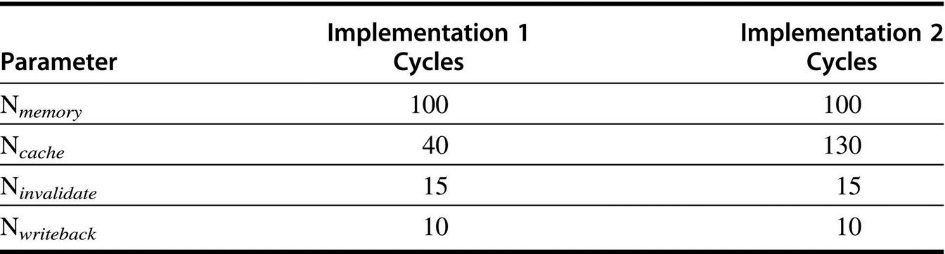 Implementation 1 Implementation 2
Parameter Cycles Cycles
Nmemory 100 100
Ncache 40 130
Ninvalidate 15 15
Nwriteback 10 10